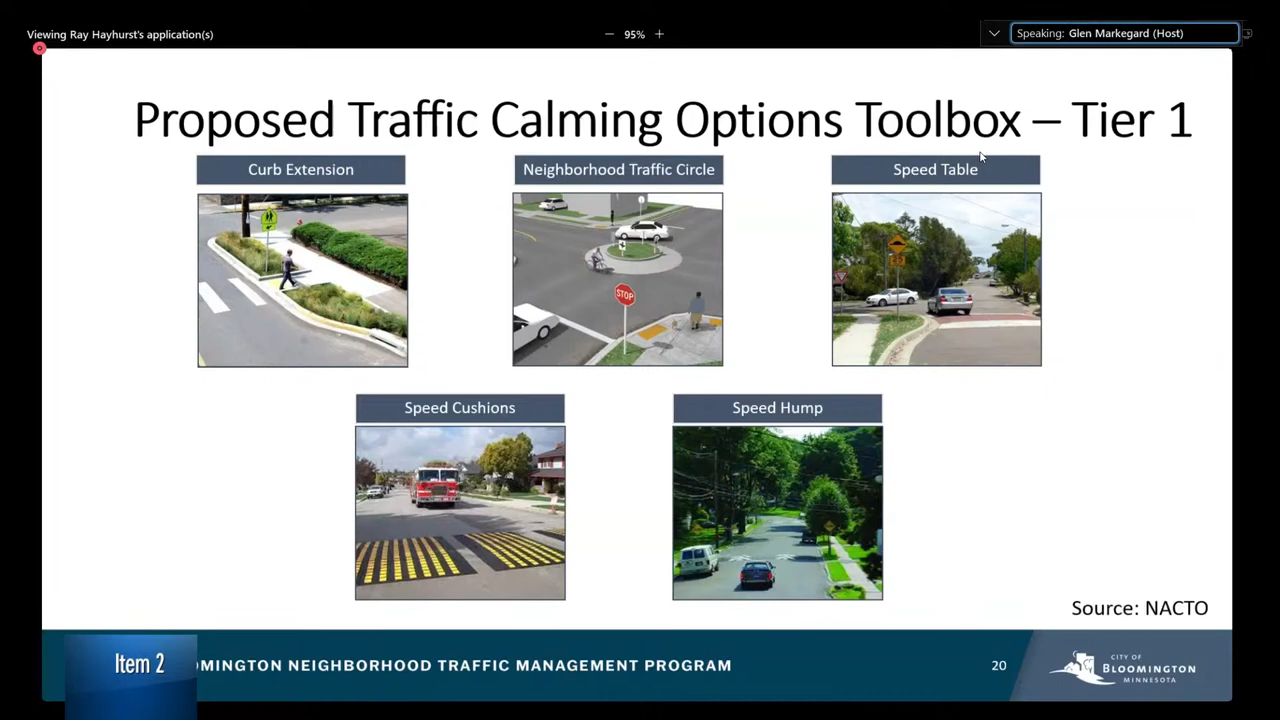 Viewing Ray Hayhurst's application(s)
95%
Speaking: Glen Markegard (Host)
Proposed Traffic Calming Options Toolbox – Tier 1
Curb Extension
Neighborhood Traffic Circle
Speed Table
STOP
25
Speed Cushions
Speed Hump
Source: NACTO
Item 2
OMINGTON NEIGHBORHOOD TRAFFIC MANAGEMENT PROGRAM
20
CITY OF
BLOOMINGTON
MINNESOTA